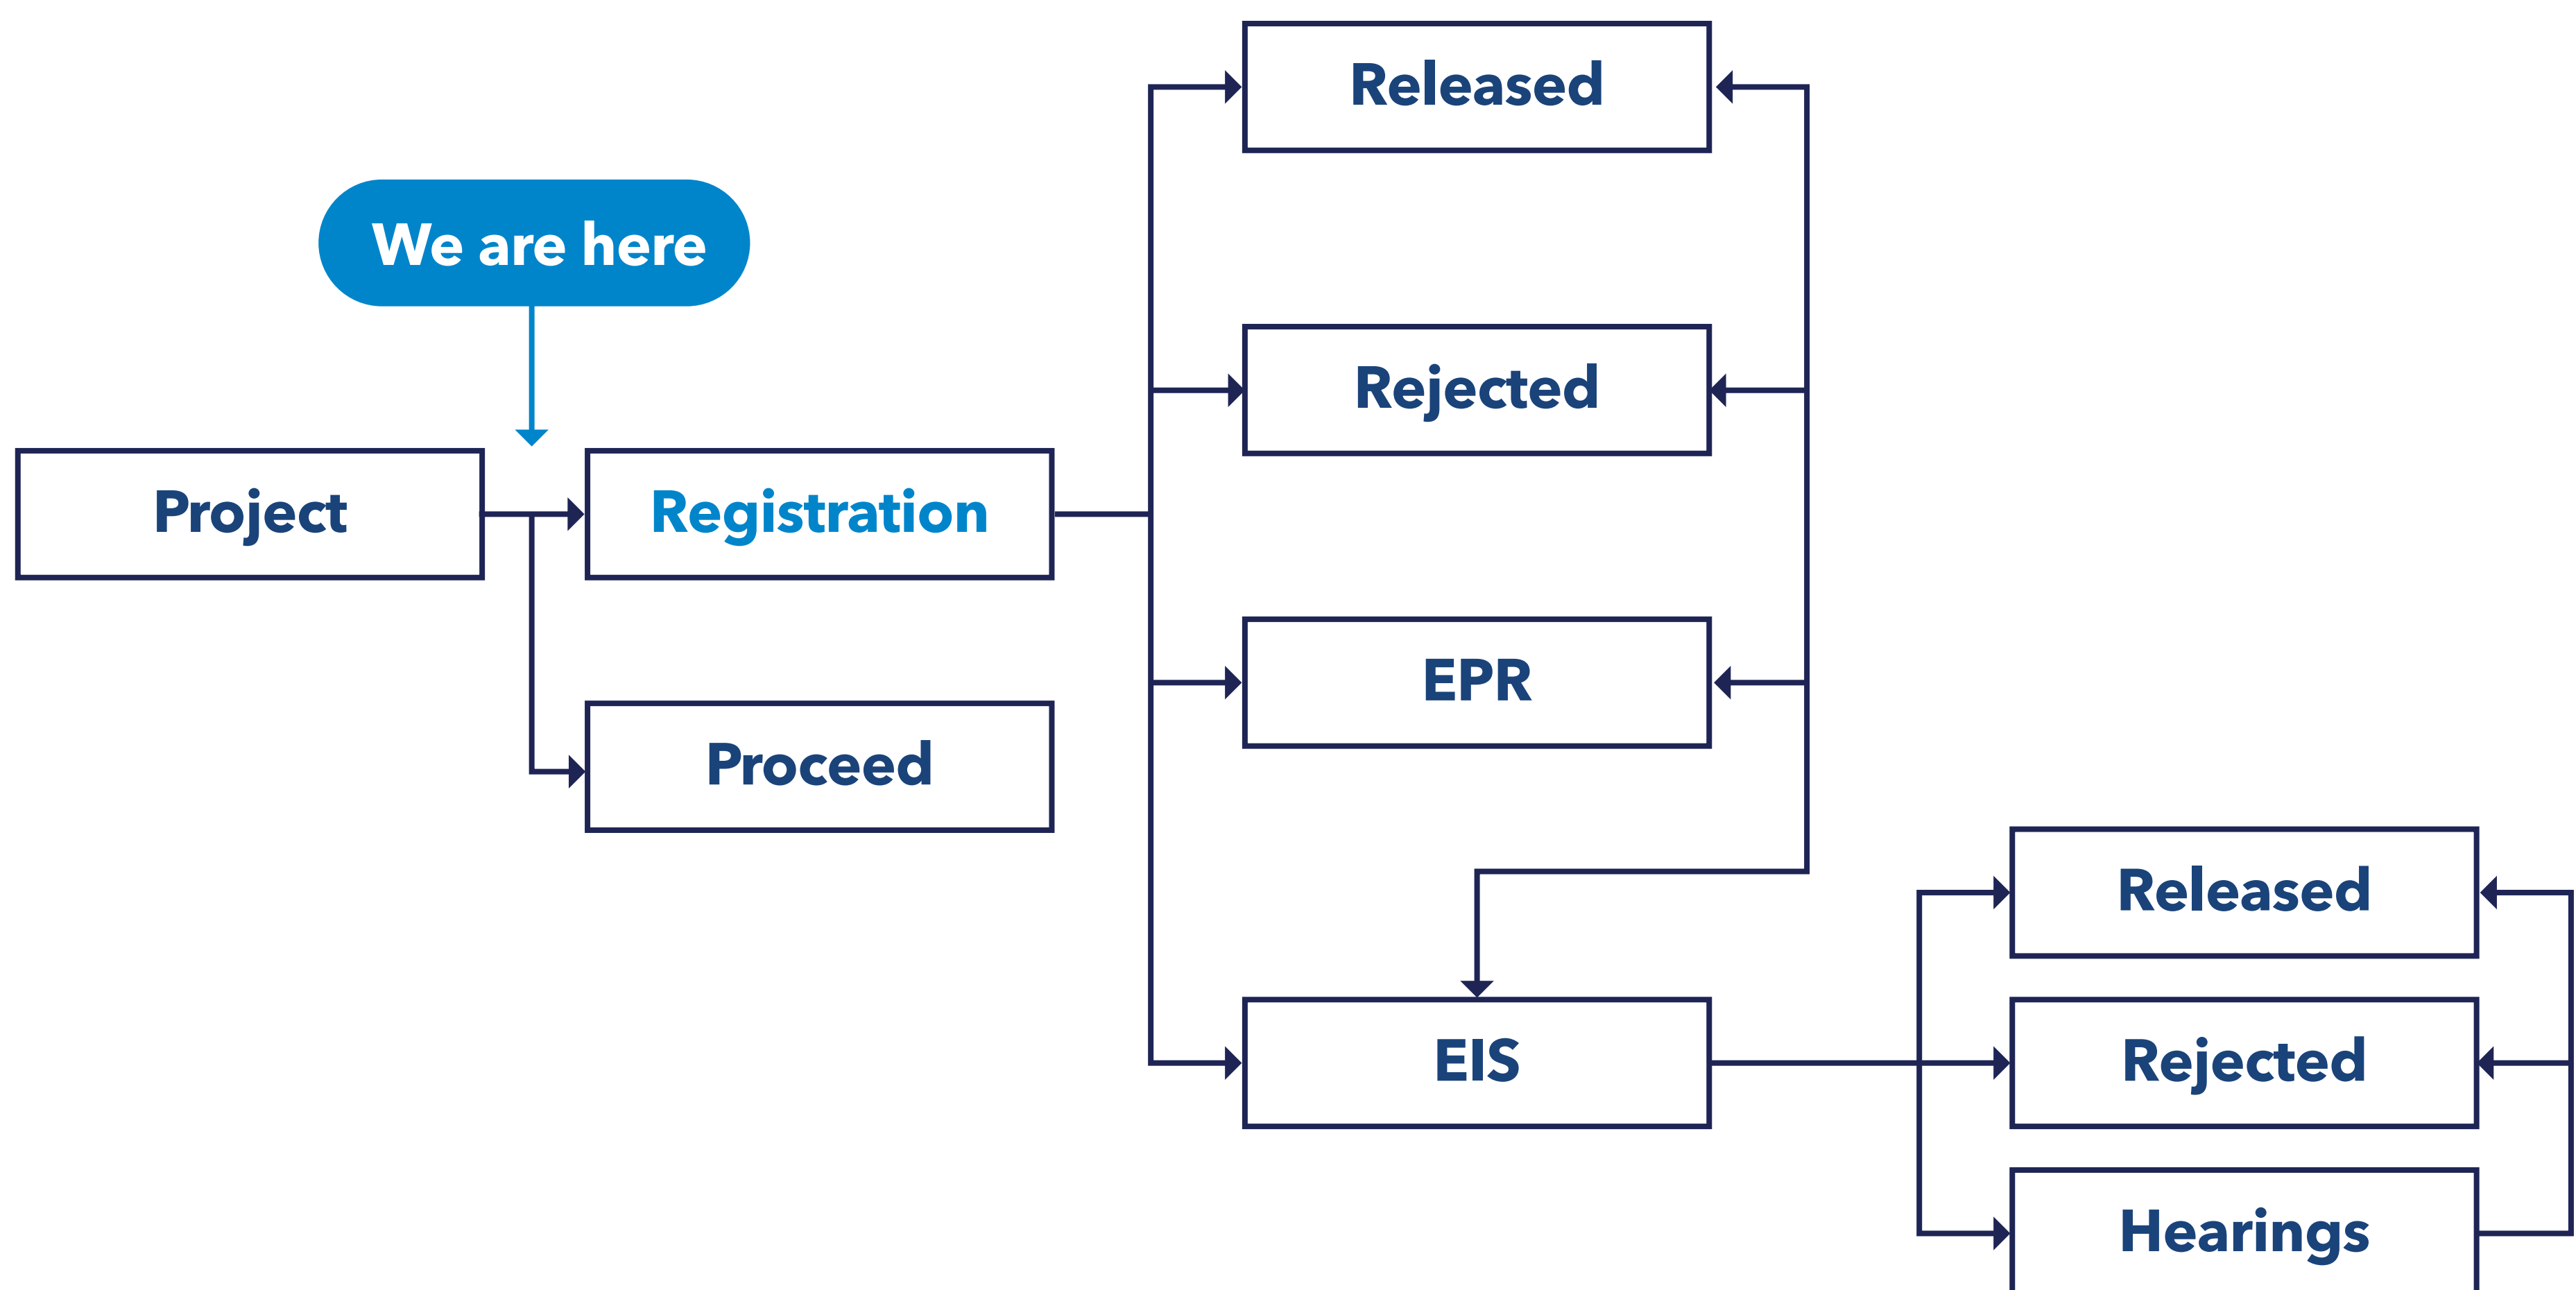 Released
We are here
Rejected
Project
Registration
EPR
Proceed
Released
EIS
Rejected
Hearings